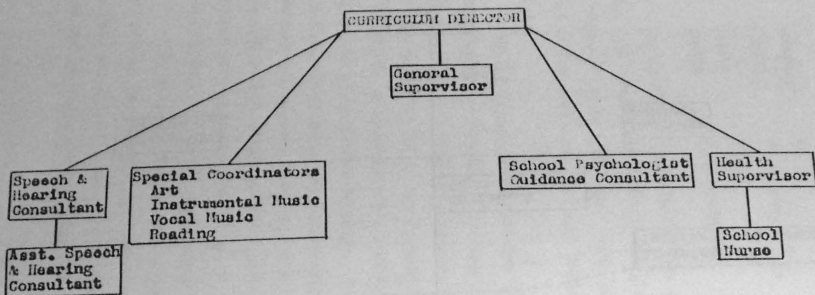 CURRICULUM DIRECTOR
General
Supervisor
Speech &
Hearing
Consultant
Asst. Speech
& Hearing
Consultant
Special Coordinators
Art
Instrumental Music
Vocal Music
Reading
School Psychologist
Guidance Consultant
Health
Supervisor
School
Nurse